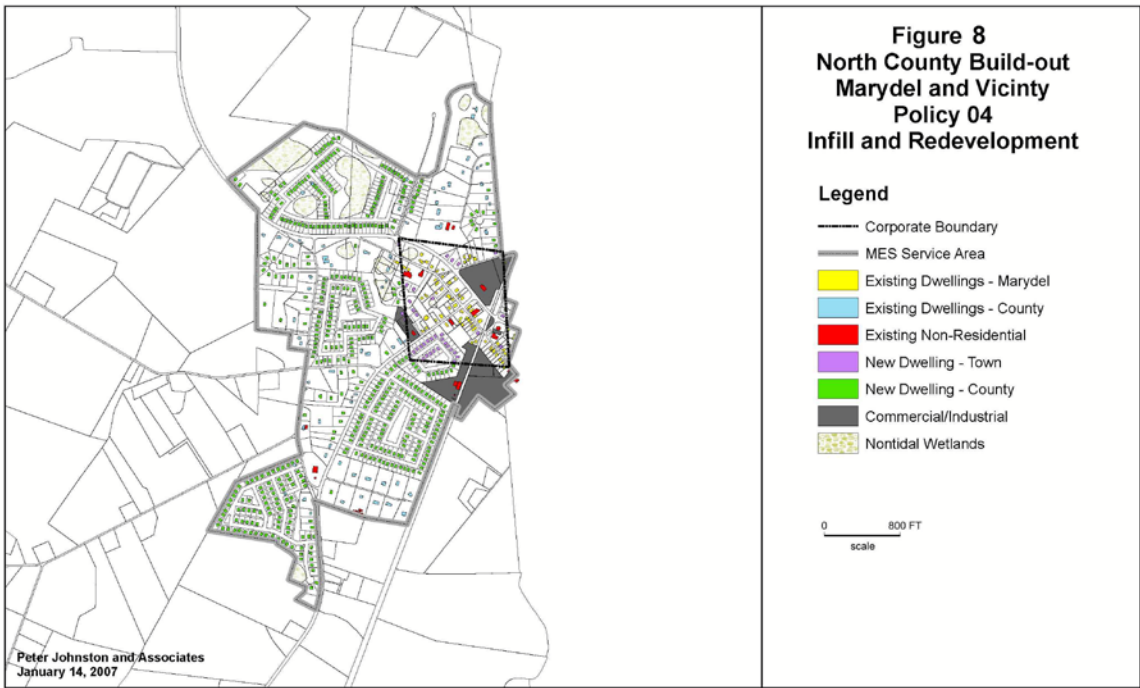 Figure 8
North County Build-out
Marydel and Vicinty
Policy 04
Infill and Redevelopment
Legend
Corporate Boundary
MES Service Area
Existing Dwellings - Marydel
Existing Dwellings - County
Existing Non-Residential
New Dwelling - Town
New Dwelling - County
Commercial/Industrial
Nontidal Wetlands
0 800 FT
scale
Peter Johnston and Associates
January 14, 2007